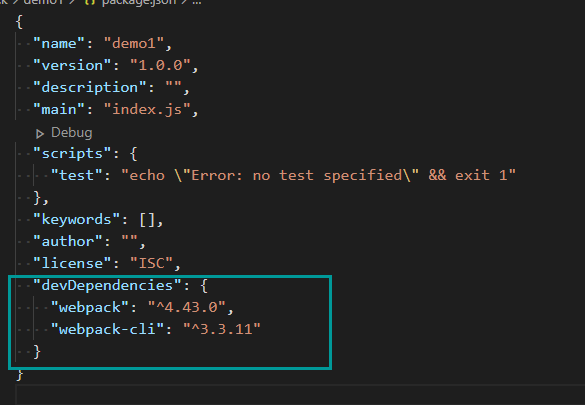 demo1 / {} package.json / ...
{
"name": "demo1",
"version": "1.0.0",
"description": "",
"main": "index.js",
Debug
"scripts": {
"test": "echo \"Error: no test specified\" && exit 1"
},
"keywords": [],
"author": "",
"license": "ISC",
"devDependencies": {
"webpack": "^4.43.0",
"webpack-cli": "^3.3.11"
}
}